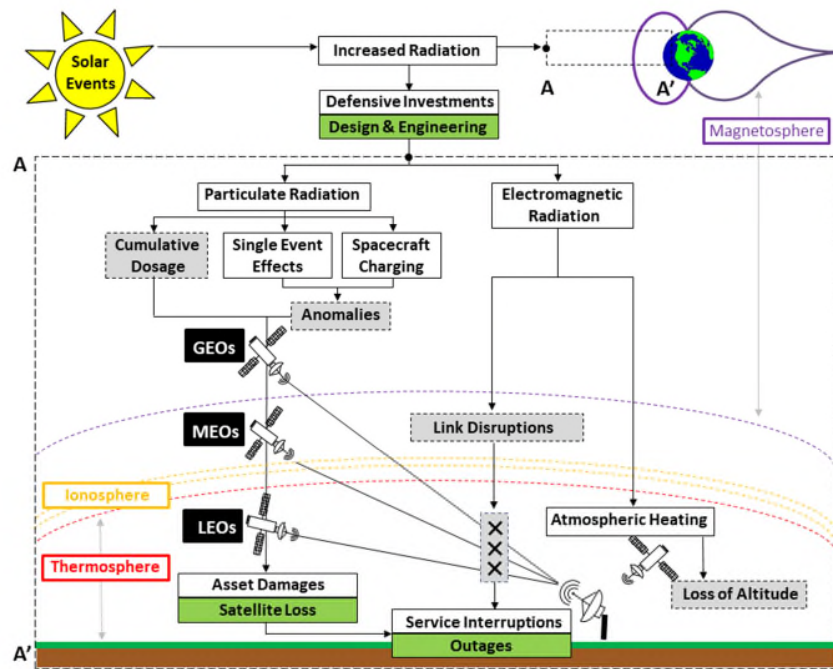 Solar
Events
Increased Radiation
A
A'
Defensive Investments
Design & Engineering
Magnetosphere
A
Particulate Radiation
Electromagnetic
Radiation
Cumulative
Dosage
Single Event
Effects
Spacecraft
Charging
Anomalies
GEOs
MEOs
Link Disruptions
Ionosphere
LEOs
Atmospheric Heating
Thermosphere
Asset Damages
Satellite Loss
Loss of Altitude
Service Interruptions
Outages
A'